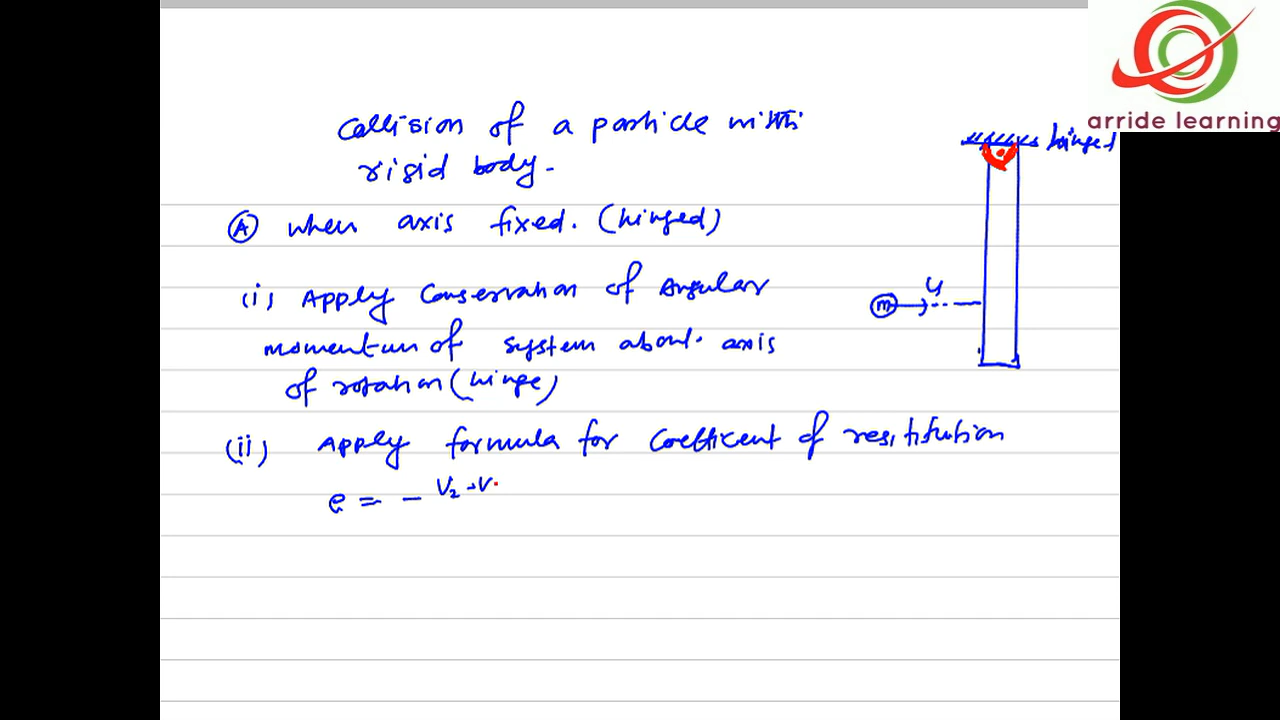 arride learning
Collision of a particle with
rigid body.
hinged
(A) when axis fixed. (hinged)
(i) Apply Conservation of Angular
momentum of system about axis
of rotation (hinge)
m u
(ii) Apply formula for Coefficient of restitution
e = - V₂ - V